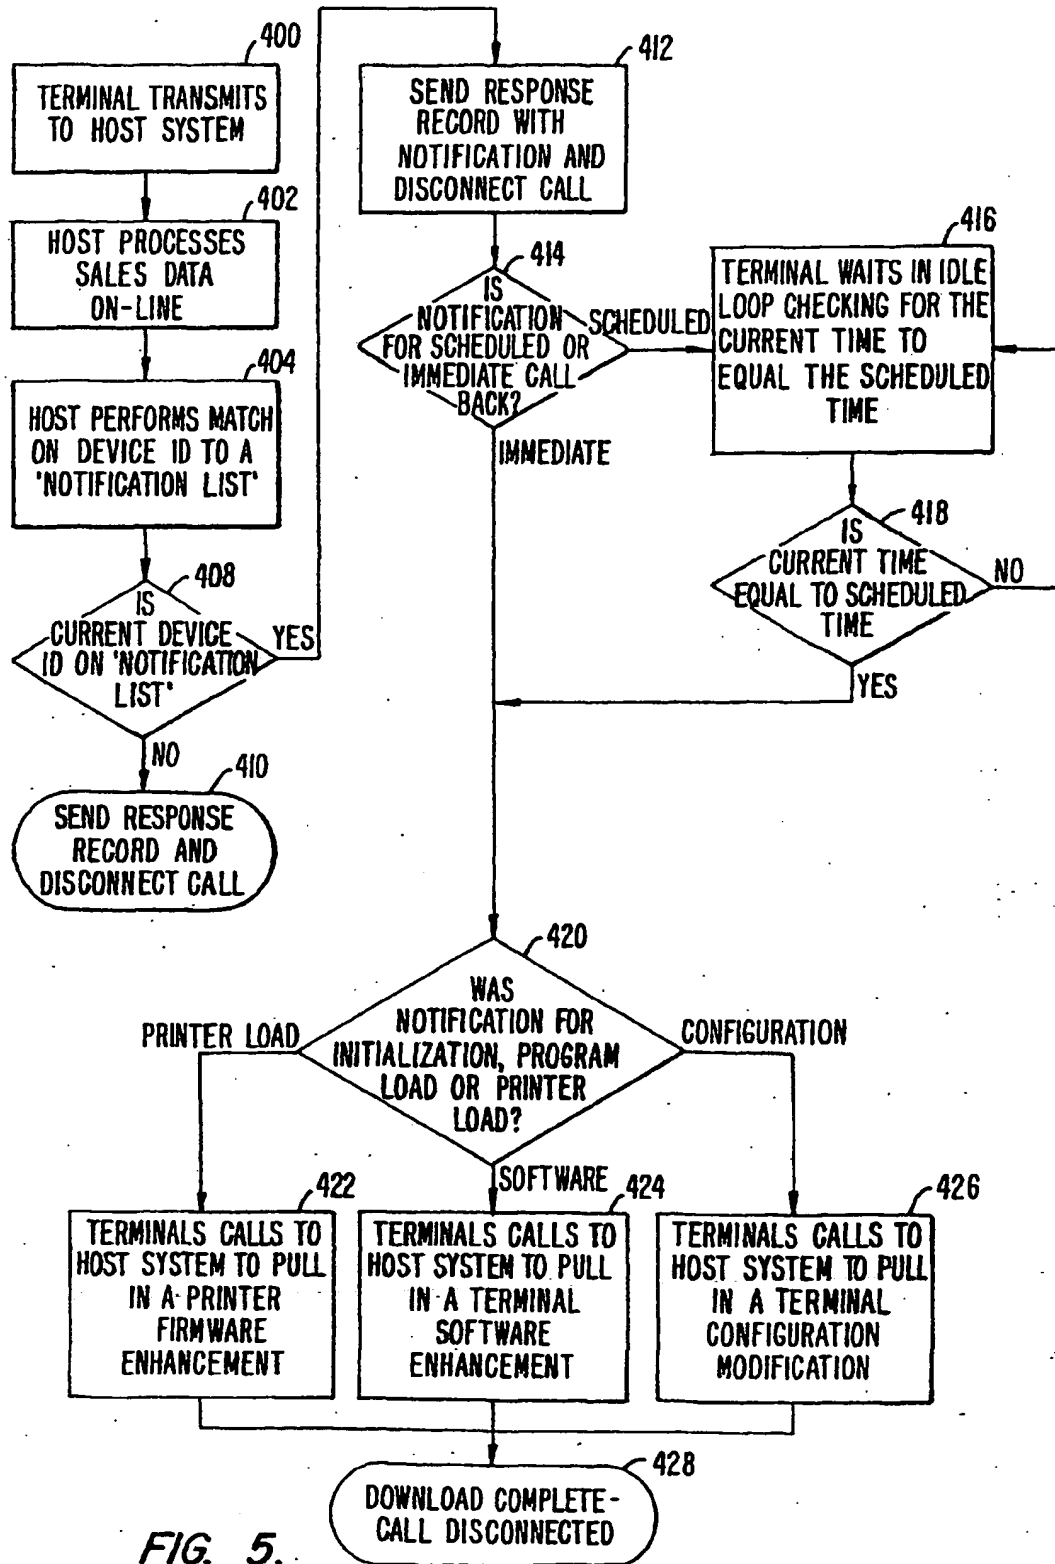 400
TERMINAL TRANSMITS
TO HOST SYSTEM
402
HOST PROCESSES
SALES DATA
ON-LINE
404
HOST PERFORMS MATCH
ON DEVICE ID TO A
'NOTIFICATION LIST'
408
IS
CURRENT DEVICE
ID ON 'NOTIFICATION
LIST'
YES
NO
410
SEND RESPONSE
RECORD AND
DISCONNECT CALL
412
SEND RESPONSE
RECORD WITH
NOTIFICATION AND
DISCONNECT CALL
414
IS
NOTIFICATION
FOR SCHEDULED OR
IMMEDIATE CALL
BACK?
SCHEDULED
IMMEDIATE
416
TERMINAL WAITS IN IDLE
LOOP CHECKING FOR THE
CURRENT TIME TO
EQUAL THE SCHEDULED
TIME
418
IS
CURRENT TIME
EQUAL TO SCHEDULED
TIME
NO
YES
420
WAS
NOTIFICATION FOR
INITIALIZATION, PROGRAM
LOAD OR PRINTER
LOAD?
PRINTER LOAD
CONFIGURATION
SOFTWARE
422
TERMINALS CALLS TO
HOST SYSTEM TO PULL
IN A PRINTER
FIRMWARE
ENHANCEMENT
424
TERMINALS CALLS TO
HOST SYSTEM TO PULL
IN A TERMINAL
SOFTWARE
ENHANCEMENT
426
TERMINALS CALLS TO
HOST SYSTEM TO PULL
IN A TERMINAL
CONFIGURATION
MODIFICATION
428
DOWNLOAD COMPLETE-
CALL DISCONNECTED
FIG. 5.